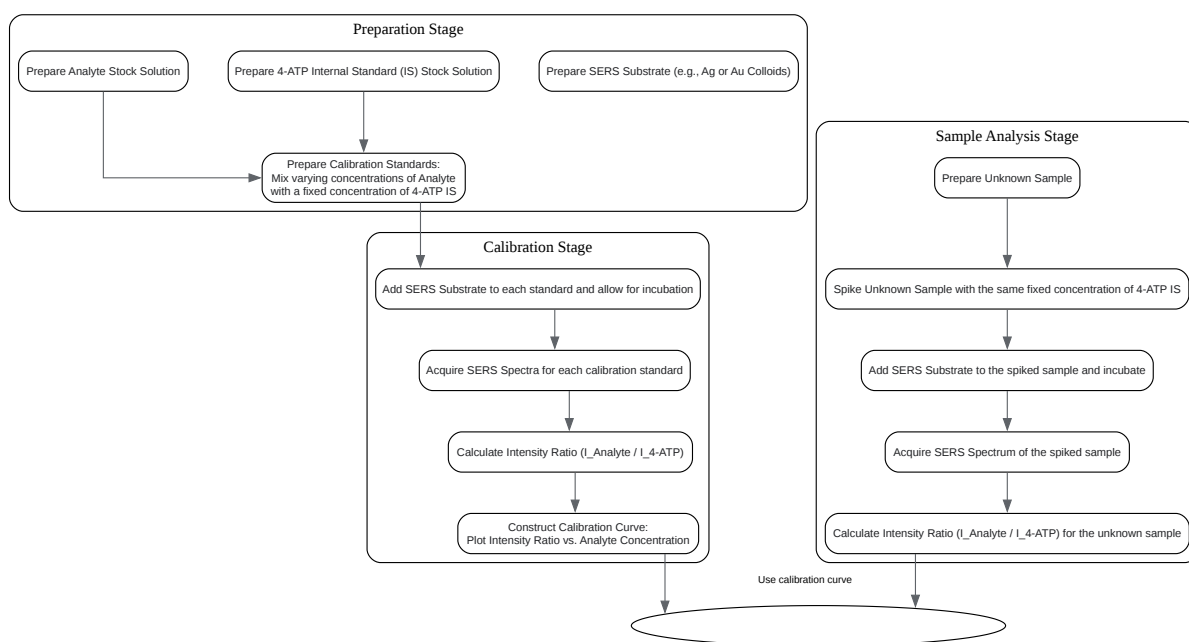 Preparation Stage
Prepare Analyte Stock Solution
Prepare 4-ATP Internal Standard (IS) Stock Solution
Prepare SERS Substrate (e.g., Ag or Au Colloids)
Prepare Calibration Standards:
Mix varying concentrations of Analyte
with a fixed concentration of 4-ATP IS
Calibration Stage
Add SERS Substrate to each standard and allow for incubation
Acquire SERS Spectra for each calibration standard
Calculate Intensity Ratio (I_Analyte / I_4-ATP)
Construct Calibration Curve:
Plot Intensity Ratio vs. Analyte Concentration
Sample Analysis Stage
Prepare Unknown Sample
Spike Unknown Sample with the same fixed concentration of 4-ATP IS
Add SERS Substrate to the spiked sample and incubate
Acquire SERS Spectrum of the spiked sample
Calculate Intensity Ratio (I_Analyte / I_4-ATP) for the unknown sample
Use calibration curve